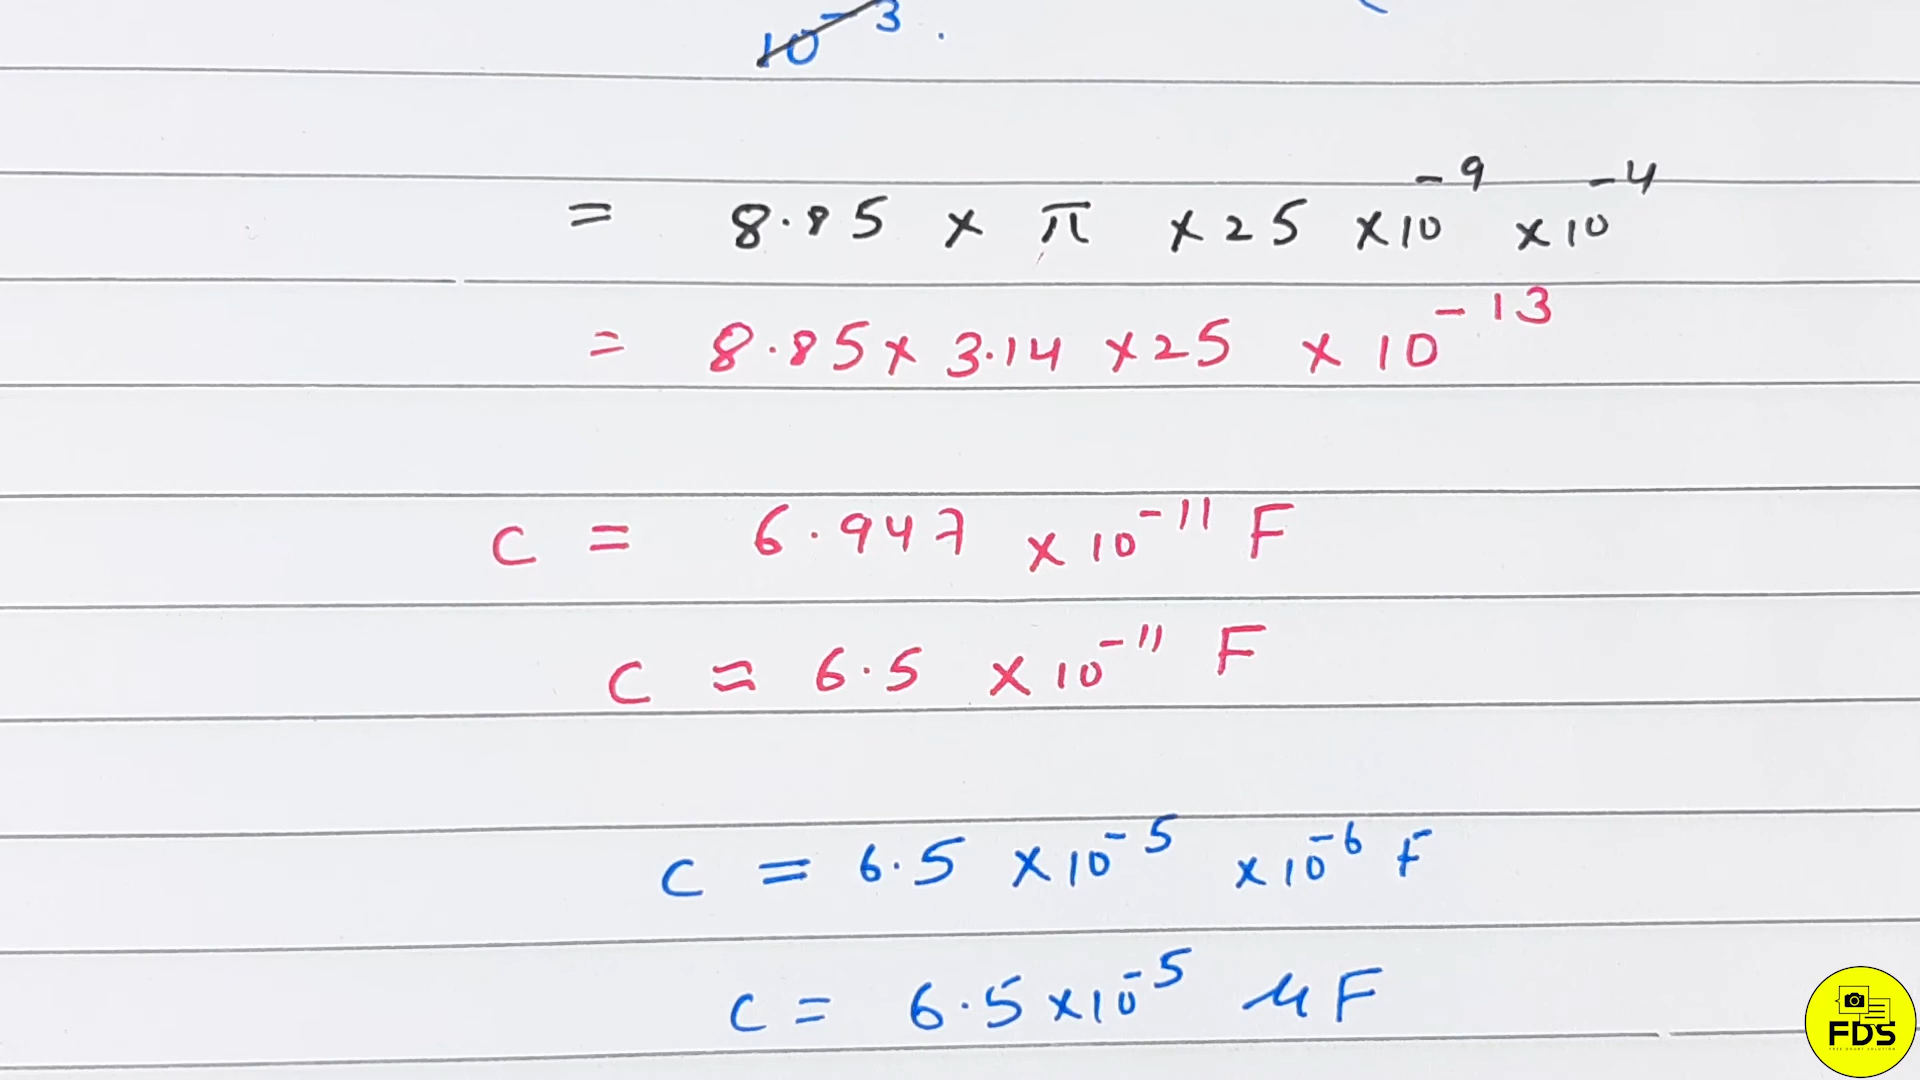 10⁻³.
= 8.85 × π × 25 × 10⁻⁹ × 10⁻⁴
= 8.85 × 3.14 × 25 × 10⁻¹³
C = 6.947 × 10⁻¹¹ F
C ≈ 6.5 × 10⁻¹¹ F
C = 6.5 × 10⁻⁵ × 10⁻⁶ F
C = 6.5 × 10⁻⁵ μF
FDS